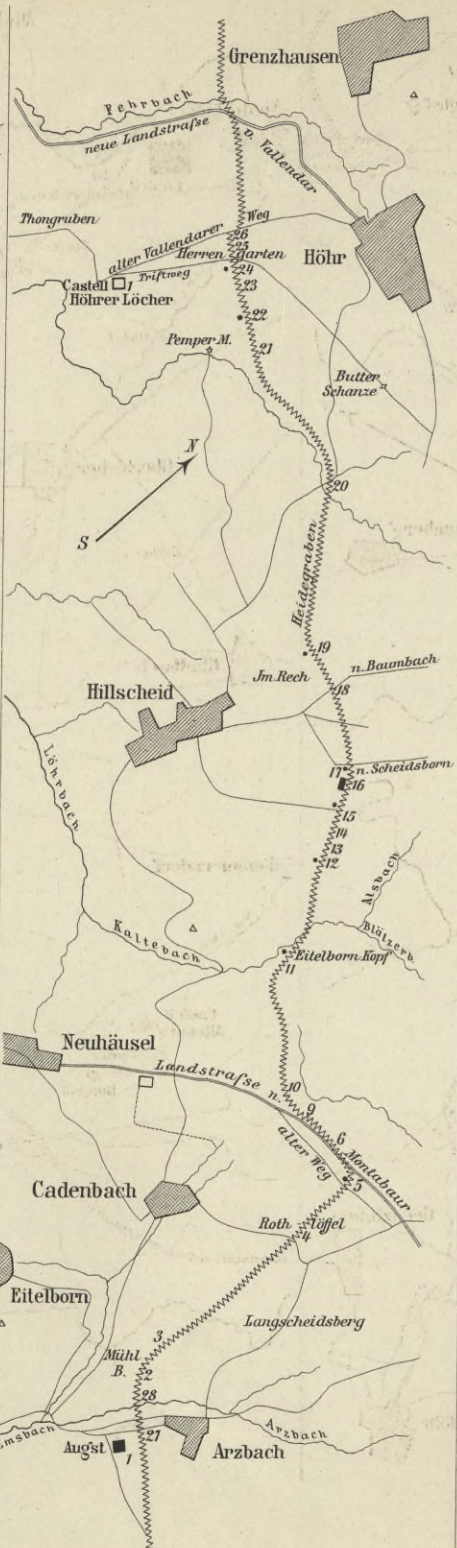 Grenzhausen
Fehrbach
neue Landstraſse
v. Vallendar
Thongruben
alter Vallendarer Weg
Höhr
26
25
Herrengarten
Triftweg
24
Castell 1
Höhrer Löcher
23
22
Pemper M.
21
Butter
Schanze
N
S
20
Heidegraben
19
Jm Rech
n. Baumbach
18
Hillscheid
17
n. Scheidsborn
16
15
14
13
12
Löhrbach
Alsbach
Blötzerb.
Kaltebach
Eitelborn Kopf
11
Neuhäusel
Landstraſse n. Montabaur
10
9
6
alter Weg
5
Cadenbach
Roth Löffel
4
Eitelborn
Langscheidsberg
3
Mühl
B.
2
28
Emsbach
27
Arzbach
Augst 1
Arzbach